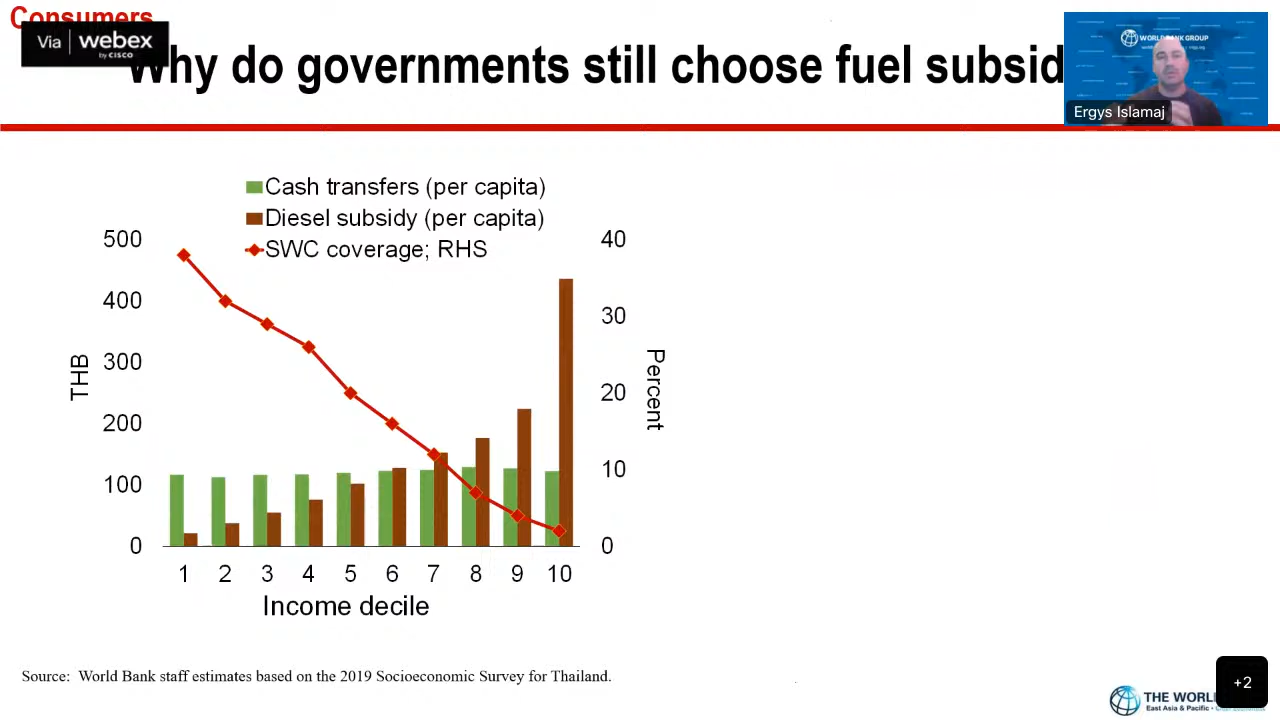 Consumers
Via webex
by CISCO
Why do governments still choose fuel subsid
WORLD BANK GROUP
Ergys Islamaj
Cash transfers (per capita)
Diesel subsidy (per capita)
SWC coverage; RHS
500
400
300
200
100
0
THB
40
30
20
10
0
Percent
1 2 3 4 5 6 7 8 9 10
Income decile
Source: World Bank staff estimates based on the 2019 Socioeconomic Survey for Thailand.
+2
THE WORL
East Asia & Pacific